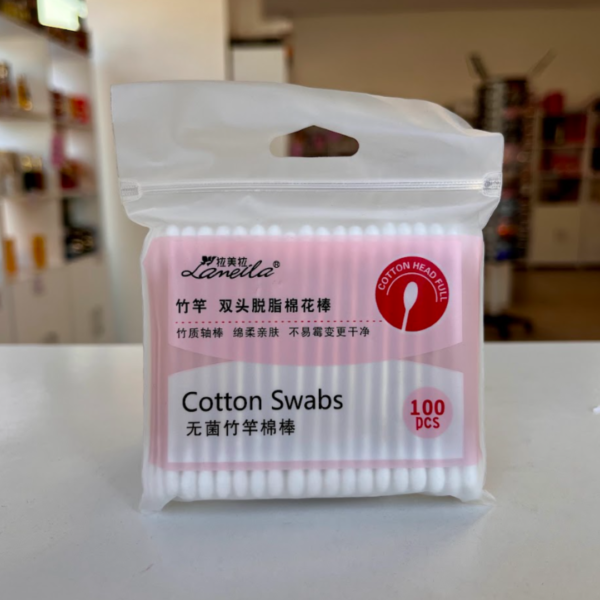 拉美拉
Laneila®
COTTON HEAD FULL
竹竿 双头脱脂棉花棒
竹质轴棒 绵柔亲肤 不易霉变更干净
Cotton Swabs
无菌竹竿棉棒
100
pcs